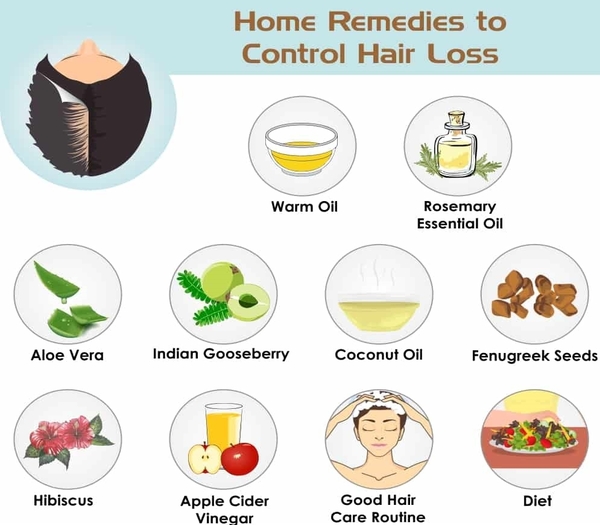 Home Remedies to
Control Hair Loss
Warm Oil
Rosemary
Essential Oil
Aloe Vera
Indian Gooseberry
Coconut Oil
Fenugreek Seeds
Hibiscus
Apple Cider
Vinegar
Good Hair
Care Routine
Diet